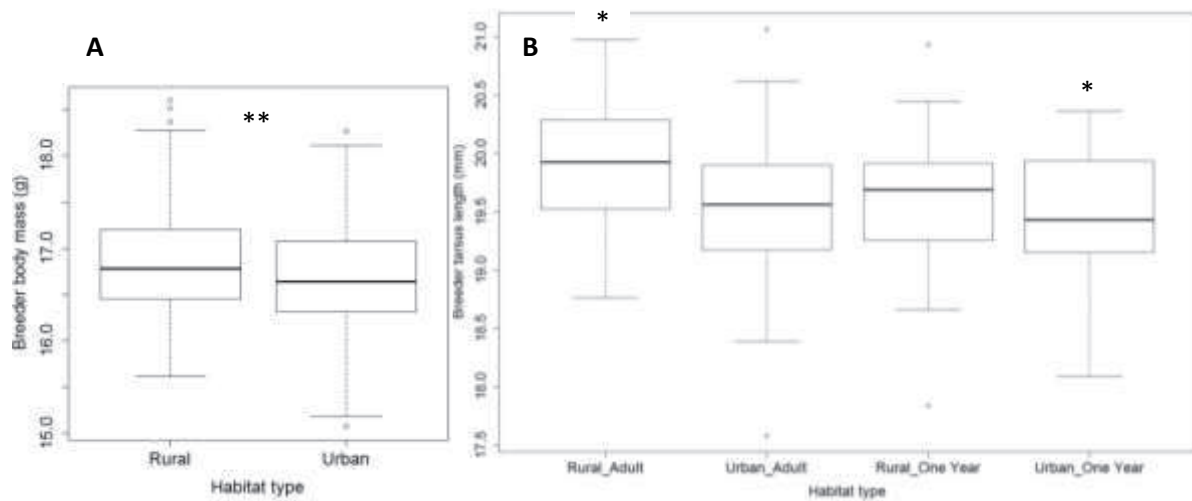 A
**
Breeder body mass (g)
18.0
17.0
16.0
15.0
Rural
Urban
Habitat type
B
*
*
Breeder tarsus length (mm)
21.0
20.5
20.0
19.5
19.0
18.5
18.0
17.5
Rural_Adult
Urban_Adult
Rural_One Year
Urban_One Year
Habitat type